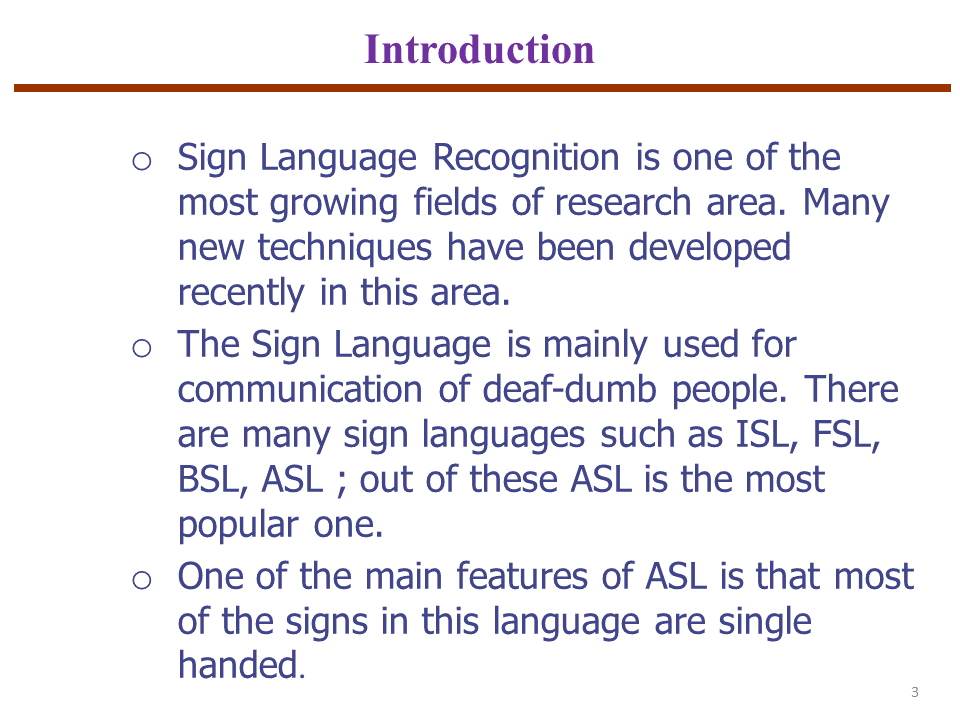 Introduction
○ Sign Language Recognition is one of the
most growing fields of research area. Many
new techniques have been developed
recently in this area.
○ The Sign Language is mainly used for
communication of deaf-dumb people. There
are many sign languages such as ISL, FSL,
BSL, ASL ; out of these ASL is the most
popular one.
○ One of the main features of ASL is that most
of the signs in this language are single
handed.
3